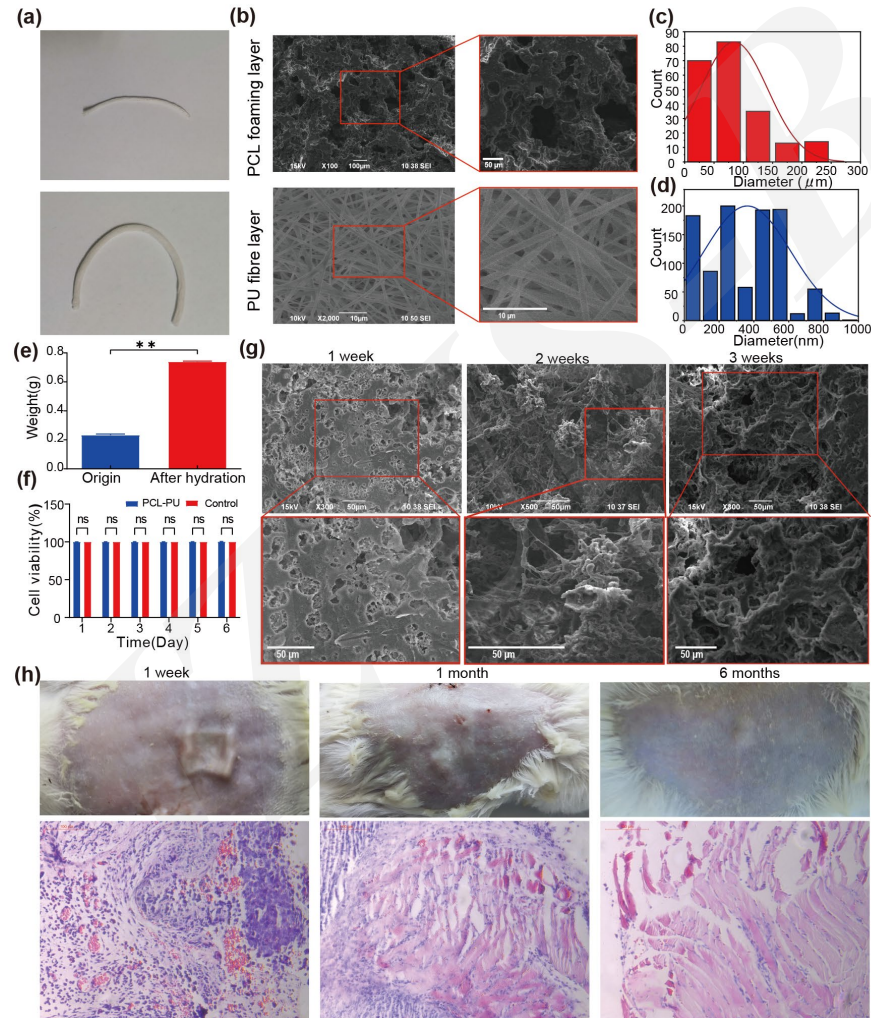 (a)
(b)
PCL foaming layer
15kV X100 100μm 10 38 SEI
50 μm
PU fibre layer
10kV X2,000 10μm 10 50 SEI
10 μm
(c)
Count
90
80
70
60
50
40
30
20
10
0
0 50 100 150 200 250 300
Diameter (μm)
(d)
Count
200
150
100
50
0
0 200 400 600 800 1000
Diameter(nm)
(e)
Weight(g)
0.8
0.6
0.4
0.2
0.0
**
Origin After hydration
(f)
PCL-PU Control
Cell viability(%)
150
100
50
0
ns ns ns ns ns ns
1 2 3 4 5 6
Time(Day)
(g)
1 week 2 weeks 3 weeks
15kV X300 50μm 10 38 SEI
10kV X500 50μm 10 37 SEI
15kV X300 50μm 10 38 SEI
50 μm 50 μm 50 μm
(h)
1 week 1 month 6 months